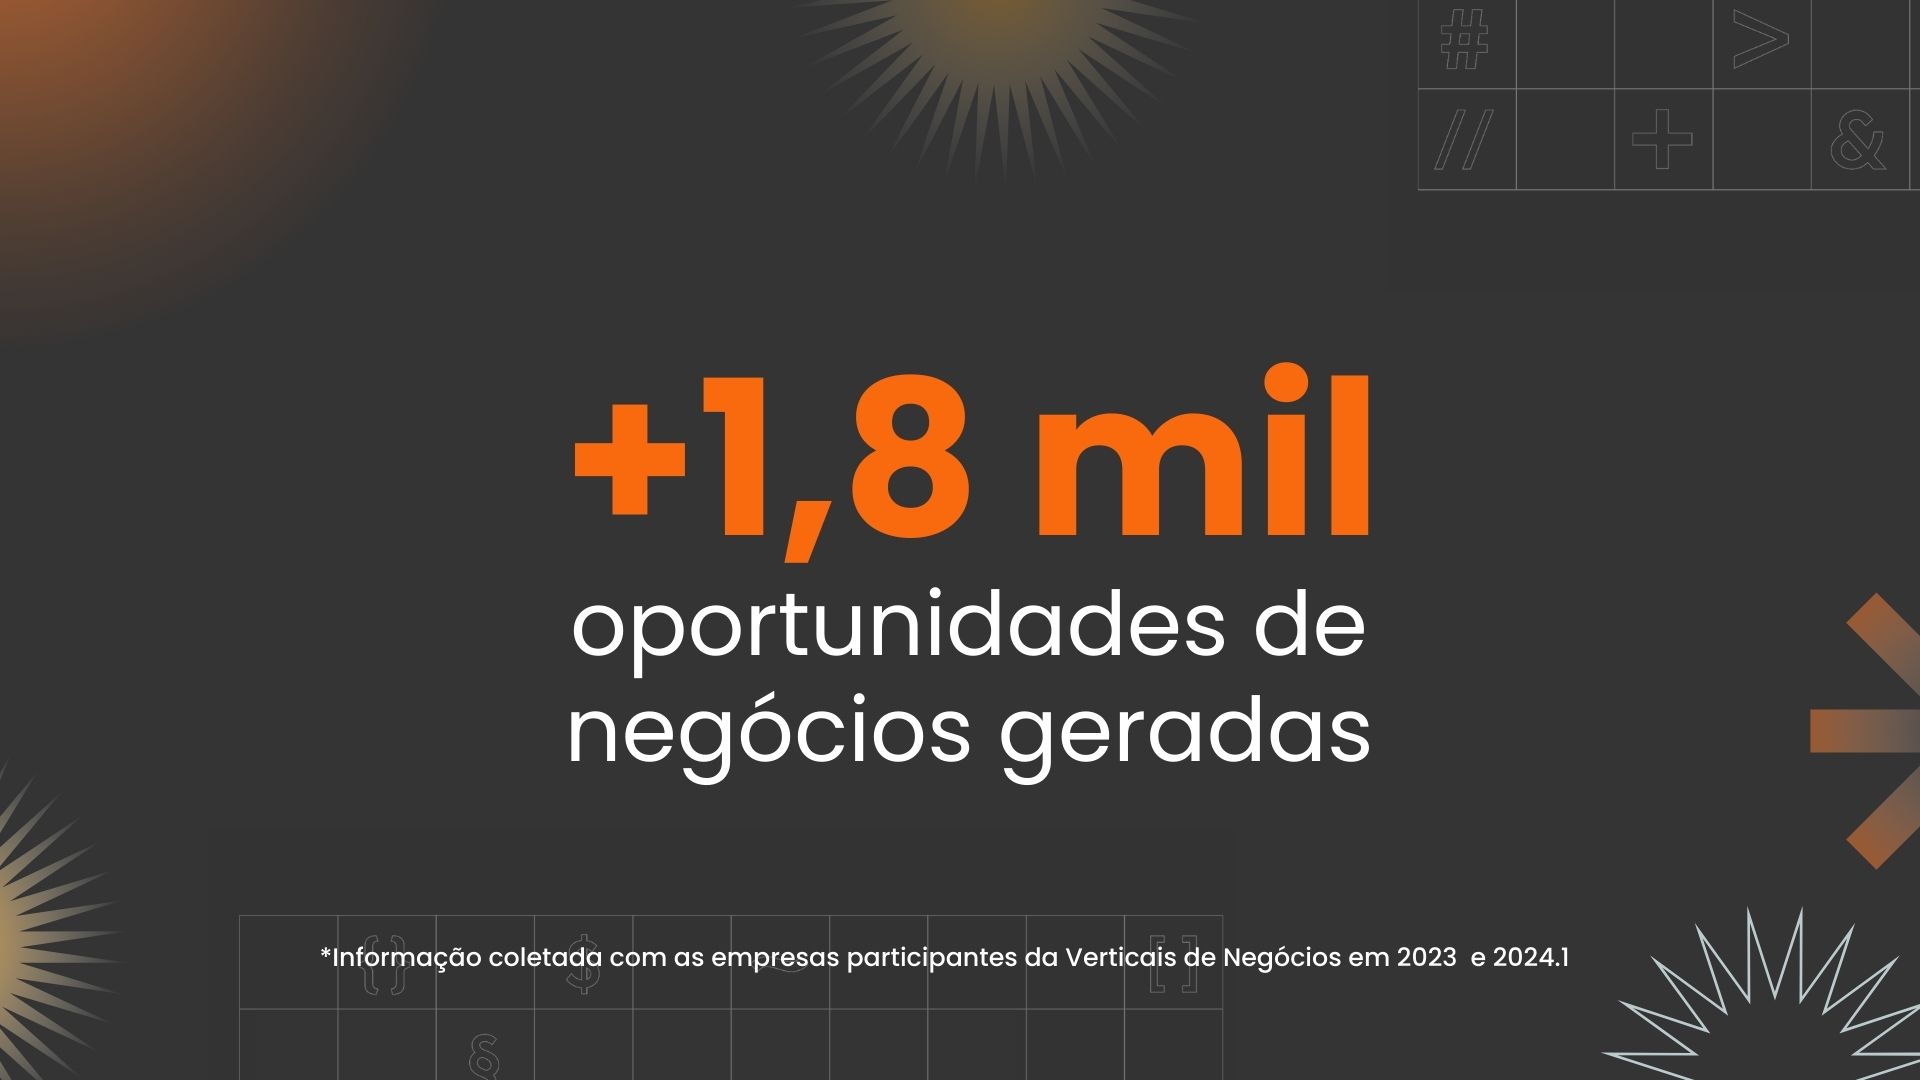 # >
// + &
+1,8 mil
oportunidades de
negócios geradas
{} $ ~ []
*Informação coletada com as empresas participantes da Verticais de Negócios em 2023  e 2024.1
§